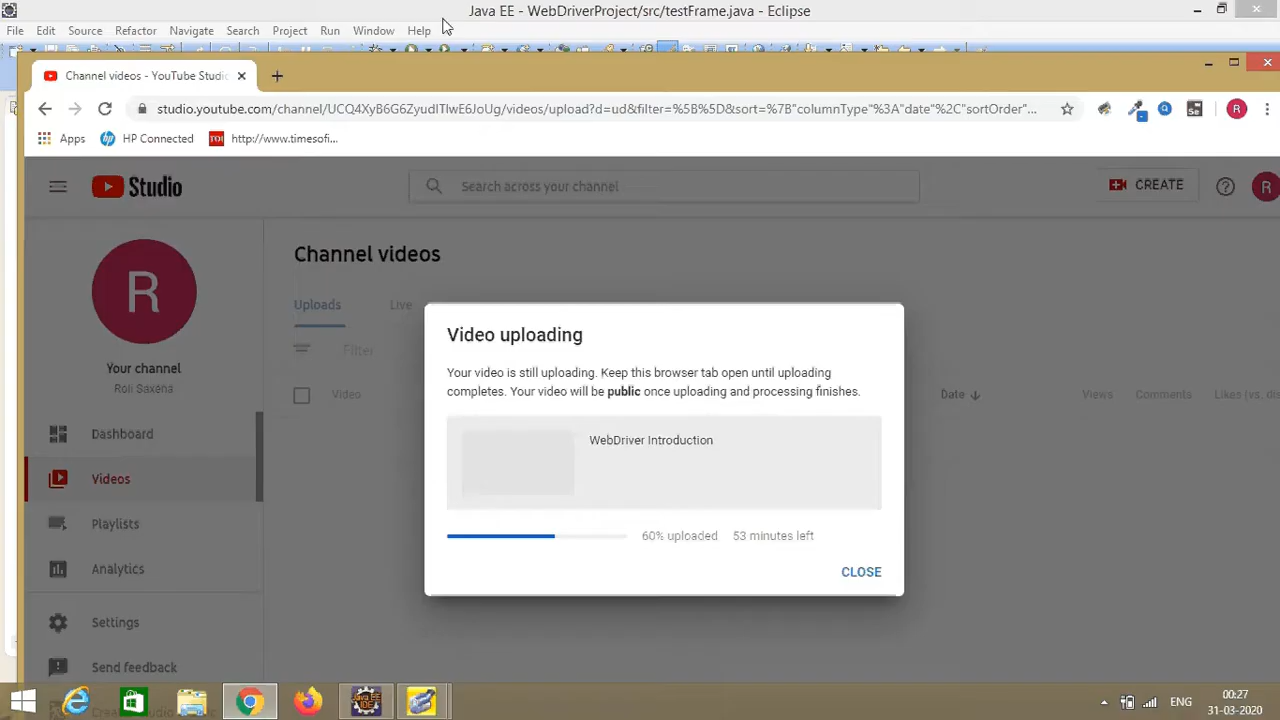 Java EE - WebDriverProject/src/testFrame.java - Eclipse
File Edit Source Refactor Navigate Search Project Run Window Help
Channel videos - YouTube Studio
studio.youtube.com/channel/UCQ4XyB6G6ZyudITlwE6JoUg/videos/upload?d=ud&filter=%5B%5D&sort=%7B"columnType"%3A"date"%2C"sortOrder"...
R
Apps HP Connected TOI http://www.timesofi...
Studio
Search across your channel
CREATE
R
R
Your channel
Roli Saxena
Dashboard
Videos
Playlists
Analytics
Settings
Send feedback
Channel videos
Uploads Live
Filter
Video Date Views Comments Likes (vs. di
Video uploading
Your video is still uploading. Keep this browser tab open until uploading
completes. Your video will be public once uploading and processing finishes.
WebDriver Introduction
60% uploaded 53 minutes left
CLOSE
Java EE
IDE
ENG
00:27
31-03-2020